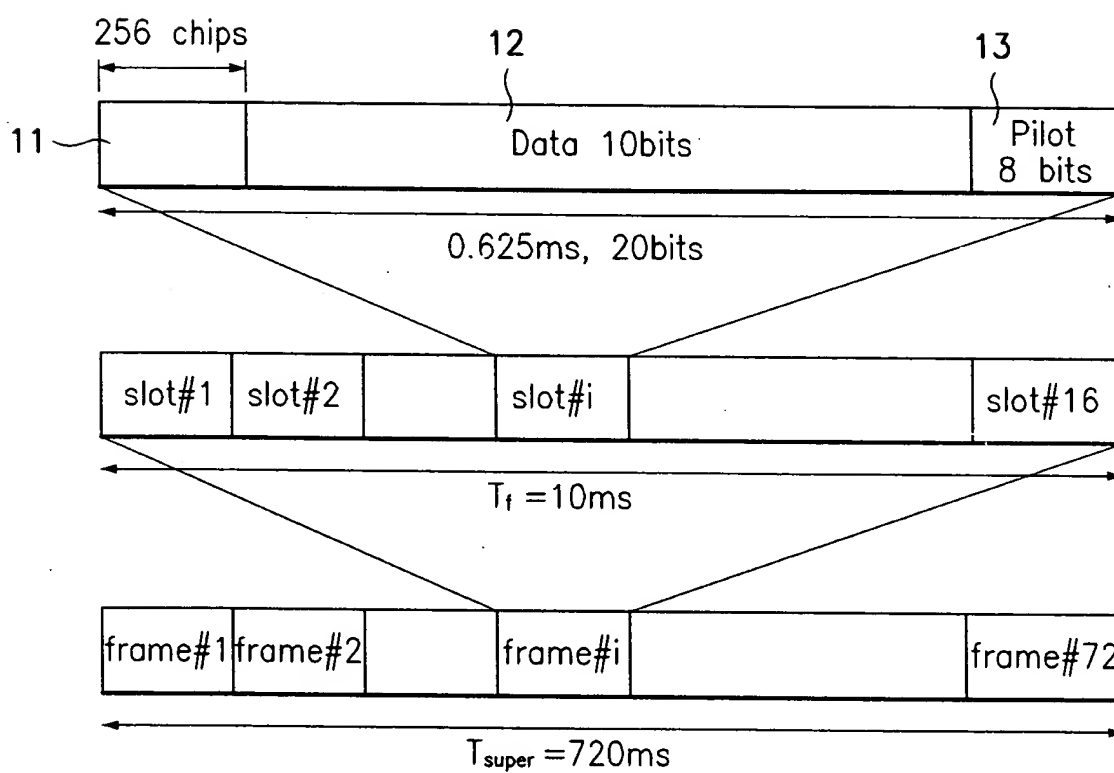 256 chips
12
13
11
Data 10bits
Pilot
8 bits
0.625ms, 20bits
slot#1 slot#2 slot#i slot#16
Tf =10ms
frame#1 frame#2 frame#i frame#72
Tsuper =720ms